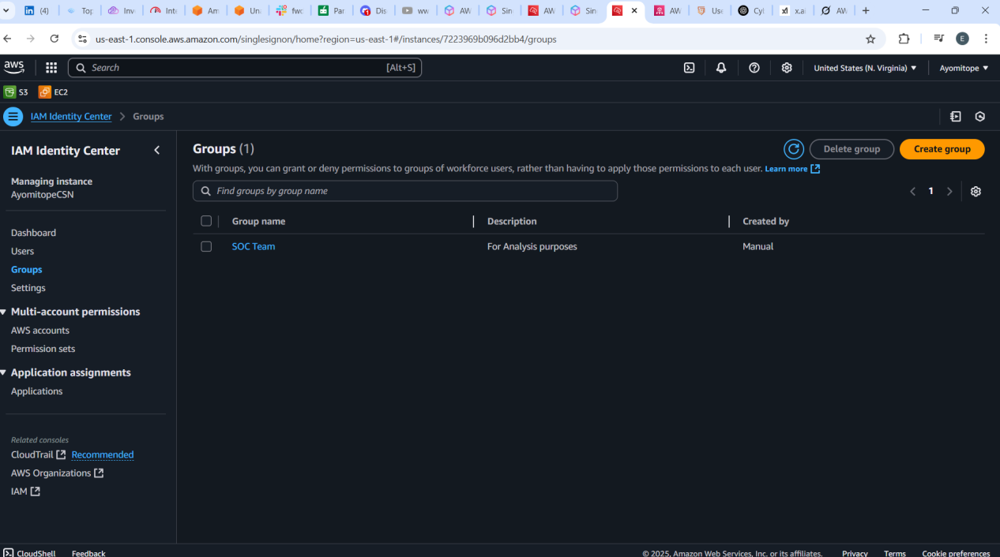 (4) Top Inv Inte Am Una fwc Par Dis ww AW Sin AW Sin AW Use Cyl x.ai AW
us-east-1.console.aws.amazon.com/singlesignon/home?region=us-east-1#/instances/7223969b096d2bb4/groups E
aws Search [Alt+S] United States (N. Virginia) Ayomitope
S3 EC2
IAM Identity Center Groups
IAM Identity Center
Managing instance
AyomitopeCSN
Dashboard
Users
Groups
Settings
Multi-account permissions
AWS accounts
Permission sets
Application assignments
Applications
Related consoles
CloudTrail Recommended
AWS Organizations
IAM
Groups (1) Delete group Create group
With groups, you can grant or deny permissions to groups of workforce users, rather than having to apply those permissions to each user. Learn more
Find groups by group name 1
Group name Description Created by
SOC Team For Analysis purposes Manual
CloudShell Feedback © 2025, Amazon Web Services, Inc. or its affiliates. Privacy Terms Cookie preferences